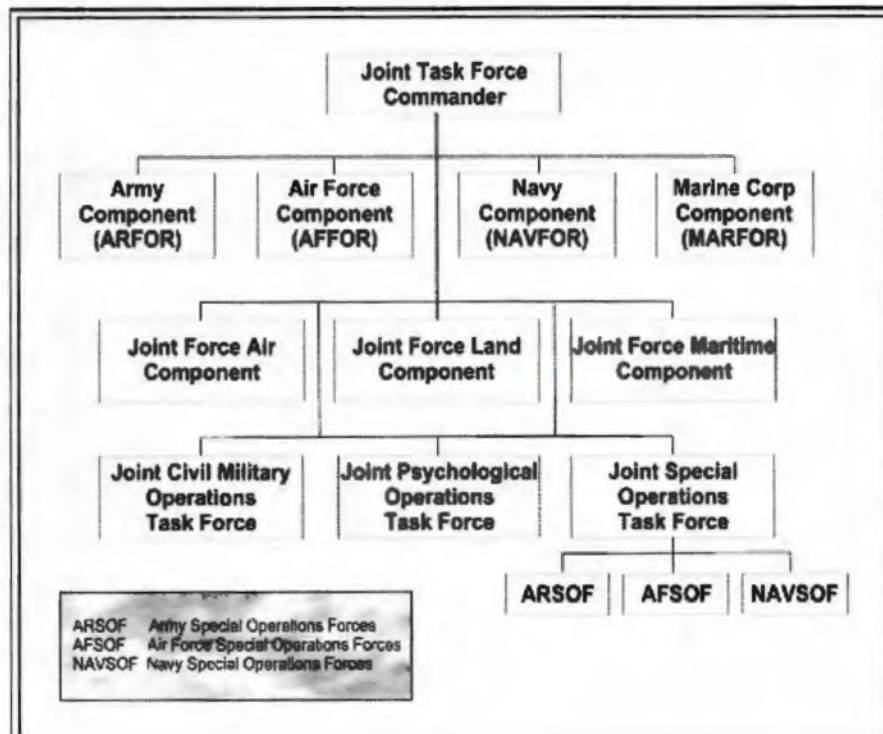 Joint Task Force
Commander
Army
Component
(ARFOR)
Air Force
Component
(AFFOR)
Navy
Component
(NAVFOR)
Marine Corp
Component
(MARFOR)
Joint Force Air
Component
Joint Force Land
Component
Joint Force Maritime
Component
Joint Civil Military
Operations
Task Force
Joint Psychological
Operations
Task Force
Joint Special
Operations
Task Force
ARSOF
AFSOF
NAVSOF
ARSOF Army Special Operations Forces
AFSOF Air Force Special Operations Forces
NAVSOF Navy Special Operations Forces